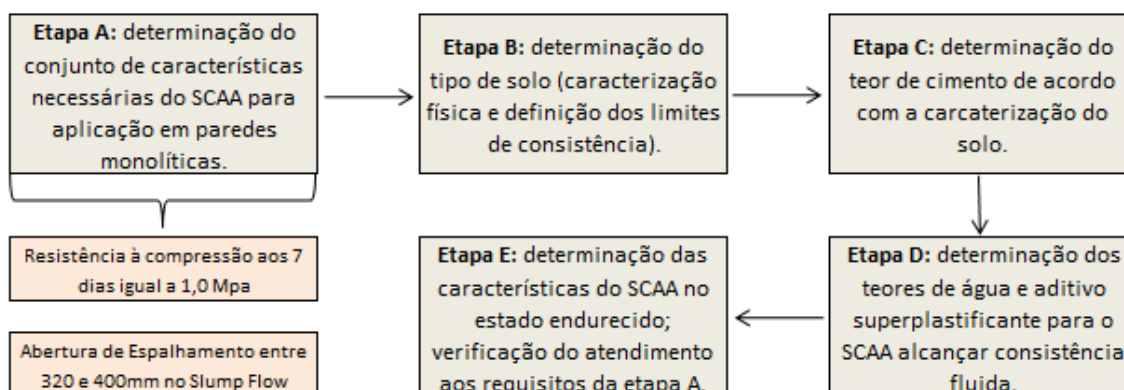 Etapa A: determinação do
conjunto de características
necessárias do SCAA para
aplicação em paredes
monolíticas.
Etapa B: determinação do
tipo de solo (caracterização
física e definição dos limites
de consistência).
Etapa C: determinação do
teor de cimento de acordo
com a carcaterização do
solo.
Resistência à compressão aos 7
dias igual a 1,0 Mpa
Abertura de Espalhamento entre
320 e 400mm no Slump Flow
Etapa E: determinação das
características do SCAA no
estado endurecido;
verificação do atendimento
aos requisitos da etapa A.
Etapa D: determinação dos
teores de água e aditivo
superplastificante para o
SCAA alcançar consistência
fluida.